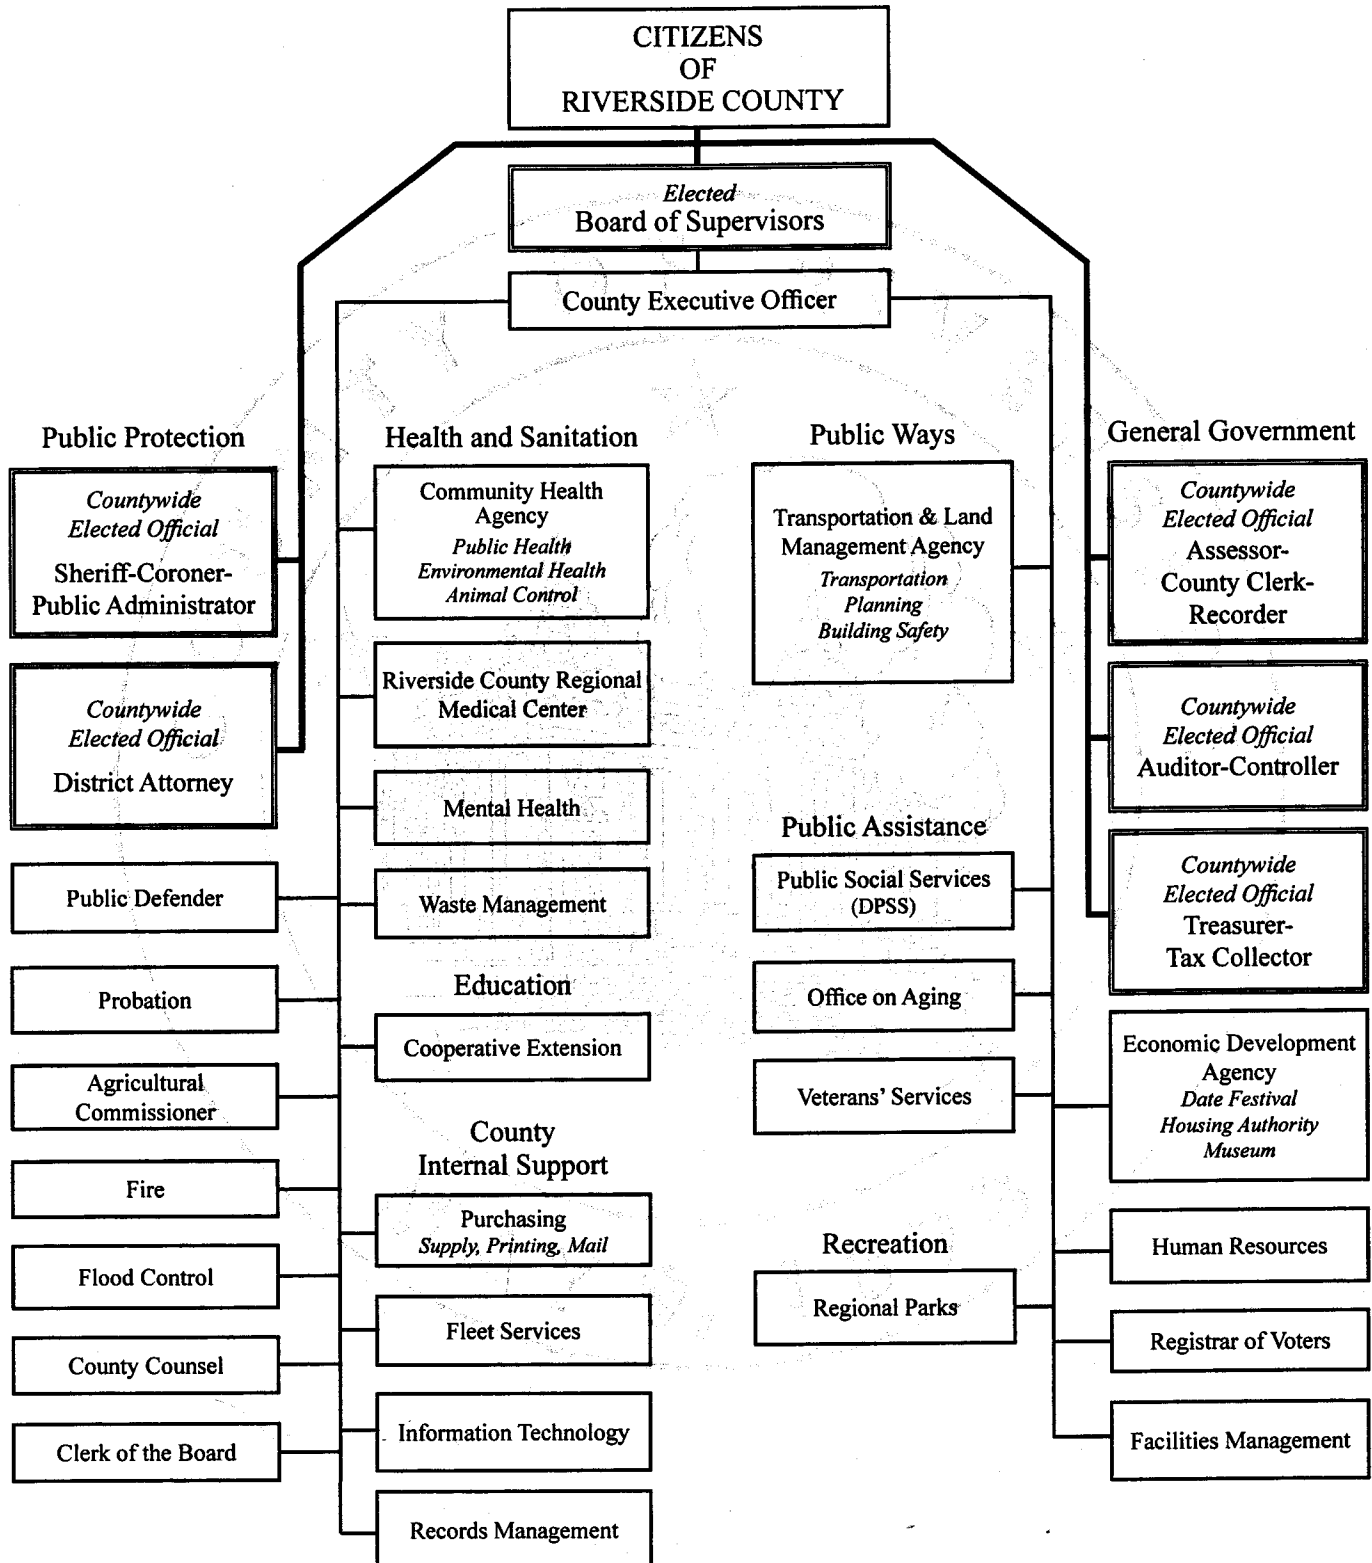 CITIZENS
OF
RIVERSIDE COUNTY
Elected
Board of Supervisors
County Executive Officer
Public Protection
Countywide
Elected Official
Sheriff-Coroner-
Public Administrator
Countywide
Elected Official
District Attorney
Public Defender
Probation
Agricultural
Commissioner
Fire
Flood Control
County Counsel
Clerk of the Board
Health and Sanitation
Community Health
Agency
Public Health
Environmental Health
Animal Control
Riverside County Regional
Medical Center
Mental Health
Waste Management
Education
Cooperative Extension
County
Internal Support
Purchasing
Supply, Printing, Mail
Fleet Services
Information Technology
Records Management
Public Ways
Transportation & Land
Management Agency
Transportation
Planning
Building Safety
Public Assistance
Public Social Services
(DPSS)
Office on Aging
Veterans' Services
Recreation
Regional Parks
General Government
Countywide
Elected Official
Assessor-
County Clerk-
Recorder
Countywide
Elected Official
Auditor-Controller
Countywide
Elected Official
Treasurer-
Tax Collector
Economic Development
Agency
Date Festival
Housing Authority
Museum
Human Resources
Registrar of Voters
Facilities Management